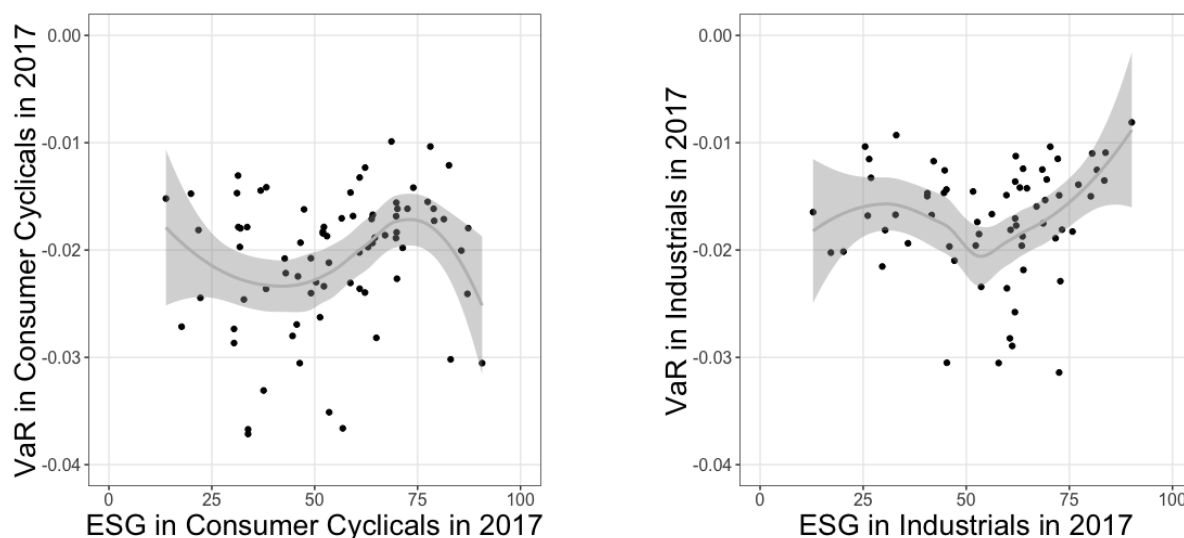 VaR in Consumer Cyclicals in 2017
0.00
-0.01
-0.02
-0.03
-0.04
0 25 50 75 100
ESG in Consumer Cyclicals in 2017
VaR in Industrials in 2017
0.00
-0.01
-0.02
-0.03
-0.04
0 25 50 75 100
ESG in Industrials in 2017